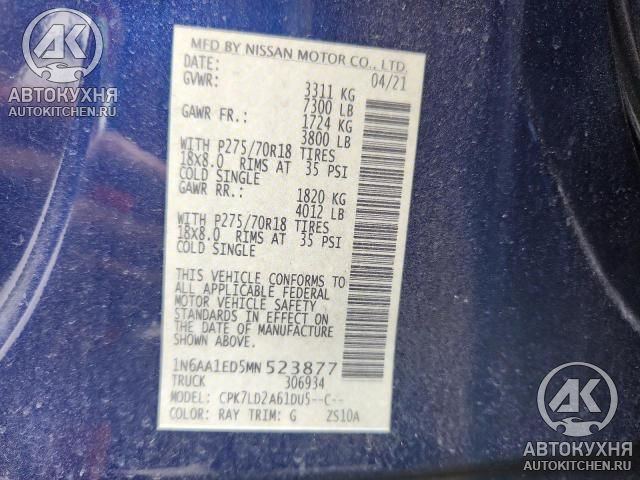 АВТОКУХНЯ
AUTOKITCHEN.RU
MFD BY NISSAN MOTOR CO., LTD.
DATE: 04/21
GVWR: 3311 KG
7300 LB
GAWR FR.: 1724 KG
3800 LB
WITH P275/70R18 TIRES
18X8.0 RIMS AT 35 PSI
COLD SINGLE
GAWR RR.: 1820 KG
4012 LB
WITH P275/70R18 TIRES
18X8.0 RIMS AT 35 PSI
COLD SINGLE
THIS VEHICLE CONFORMS TO
ALL APPLICABLE FEDERAL
MOTOR VEHICLE SAFETY
STANDARDS IN EFFECT ON
THE DATE OF MANUFACTURE
SHOWN ABOVE.
1N6AA1ED5MN 523877
TRUCK 306934
MODEL: CPK7LD2A61DU5--C--
COLOR: RAY TRIM: G ZS10A
AK
АВТОКУХНЯ
AUTOKITCHEN.RU